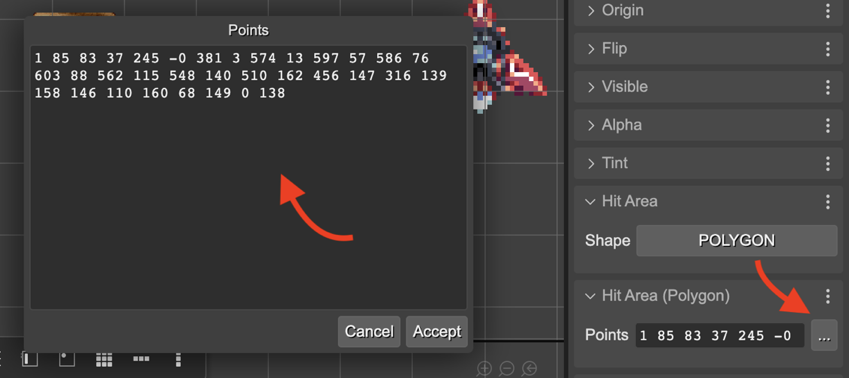 Points
1 85 83 37 245 -0 381 3 574 13 597 57 586 76
603 88 562 115 548 140 510 162 456 147 316 139
158 146 110 160 68 149 0 138
Cancel
Accept
Origin
Flip
Visible
Alpha
Tint
Hit Area
Shape
POLYGON
Hit Area (Polygon)
Points
1 85 83 37 245 -0
...